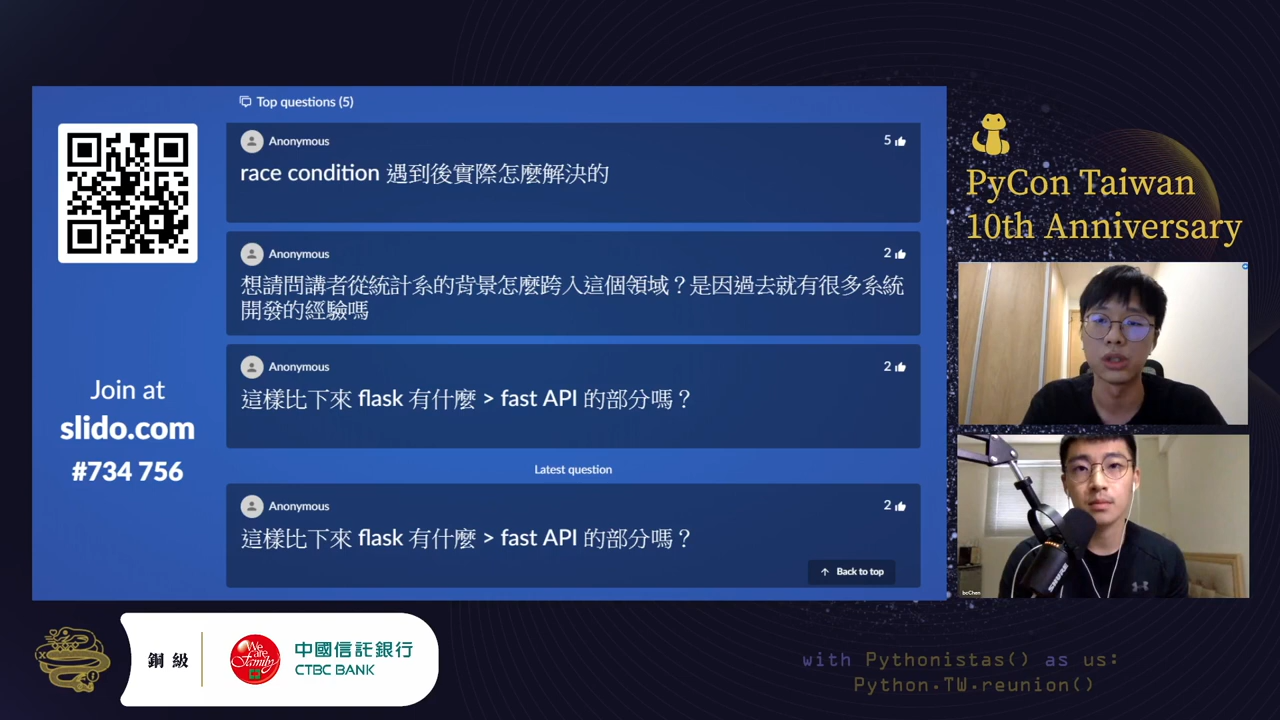 Top questions (5)
Anonymous
5
race condition 遇到後實際怎麼解決的
Anonymous
2
想請問講者從統計系的背景怎麼跨入這個領域？是因過去就有很多系統
開發的經驗嗎
Anonymous
2
這樣比下來 flask 有什麼 > fast API 的部分嗎？
Latest question
Anonymous
2
這樣比下來 flask 有什麼 > fast API 的部分嗎？
Back to top
Join at
slido.com
#734 756
PyCon Taiwan
10th Anniversary
SHURE
bcChen
銅級
We
are
Family
中國信託銀行
CTBC BANK
with Pythonistas() as us:
Python.TW.reunion()